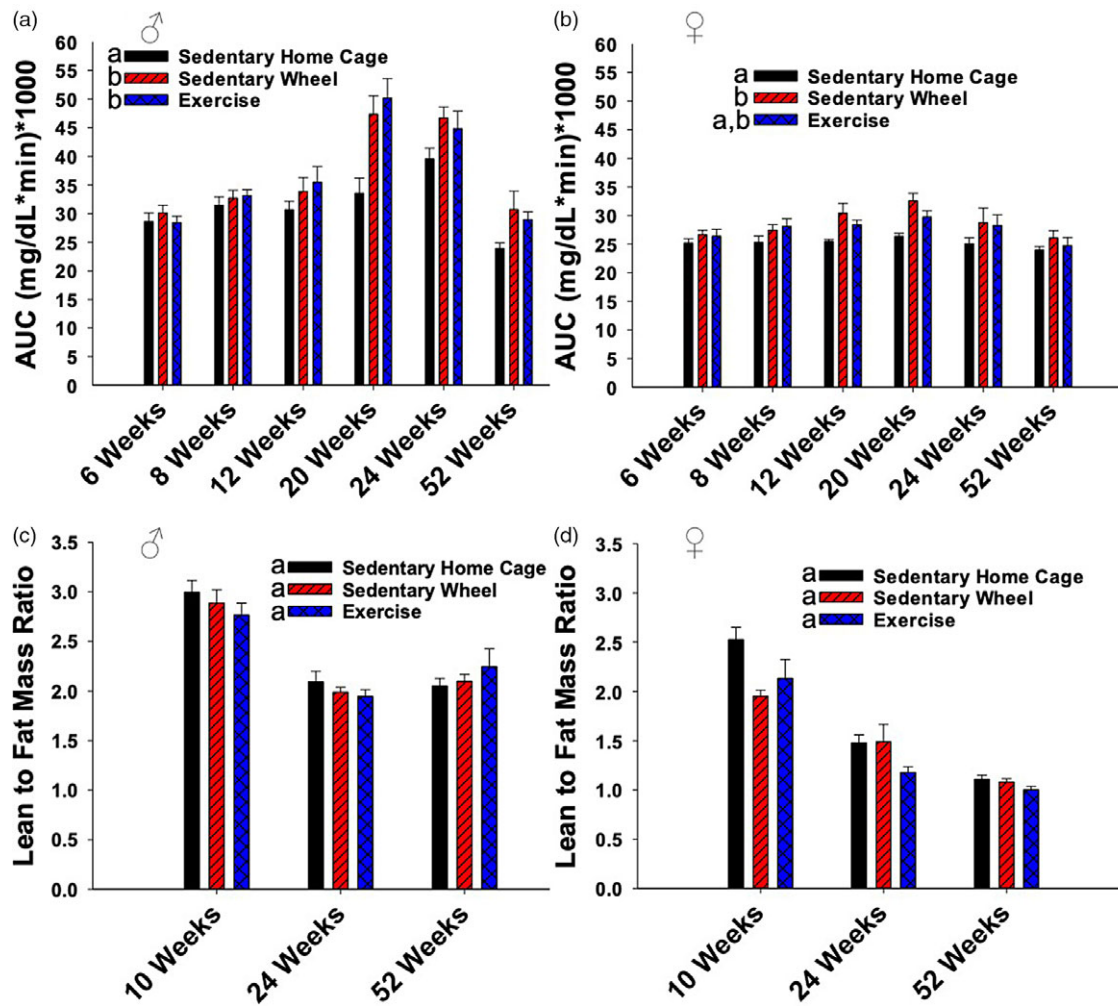 (a)
♂
AUC (mg/dL*min)*1000
60
55
50
45
40
35
30
25
20
15
10
5
0
a Sedentary Home Cage
b Sedentary Wheel
b Exercise
6 Weeks
8 Weeks
12 Weeks
20 Weeks
24 Weeks
52 Weeks
(b)
♀
AUC (mg/dL*min)*1000
60
55
50
45
40
35
30
25
20
15
10
5
0
a Sedentary Home Cage
b Sedentary Wheel
a,b Exercise
6 Weeks
8 Weeks
12 Weeks
20 Weeks
24 Weeks
52 Weeks
(c)
♂
Lean to Fat Mass Ratio
3.5
3.0
2.5
2.0
1.5
1.0
0.5
0.0
a Sedentary Home Cage
a Sedentary Wheel
a Exercise
10 Weeks
24 Weeks
52 Weeks
(d)
♀
Lean to Fat Mass Ratio
3.5
3.0
2.5
2.0
1.5
1.0
0.5
0.0
a Sedentary Home Cage
a Sedentary Wheel
a Exercise
10 Weeks
24 Weeks
52 Weeks